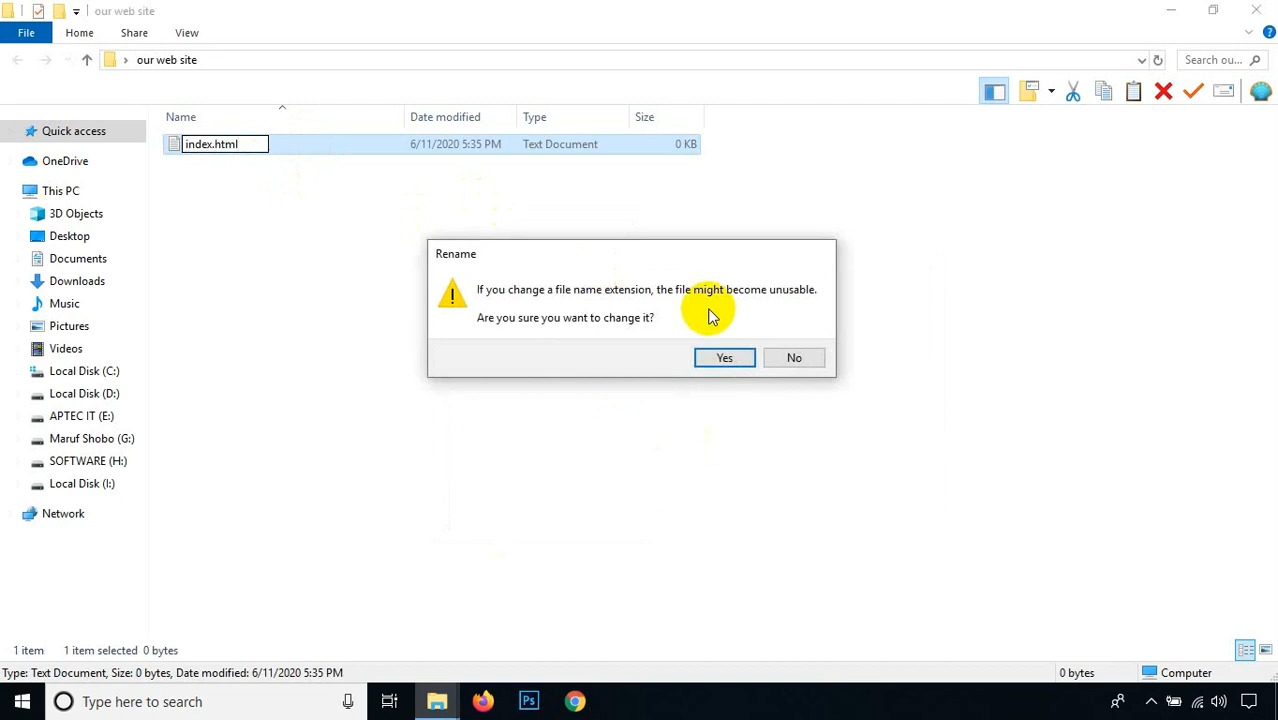 our web site
File Home Share View
our web site
Search ou...
Name Date modified Type Size
index.html 6/11/2020 5:35 PM Text Document 0 KB
Quick access
OneDrive
This PC
3D Objects
Desktop
Documents
Downloads
Music
Pictures
Videos
Local Disk (C:)
Local Disk (D:)
APTEC IT (E:)
Maruf Shobo (G:)
SOFTWARE (H:)
Local Disk (I:)
Network
Rename
If you change a file name extension, the file might become unusable.
Are you sure you want to change it?
Yes No
1 item 1 item selected 0 bytes
Type: Text Document, Size: 0 bytes, Date modified: 6/11/2020 5:35 PM 0 bytes Computer
Type here to search Ps